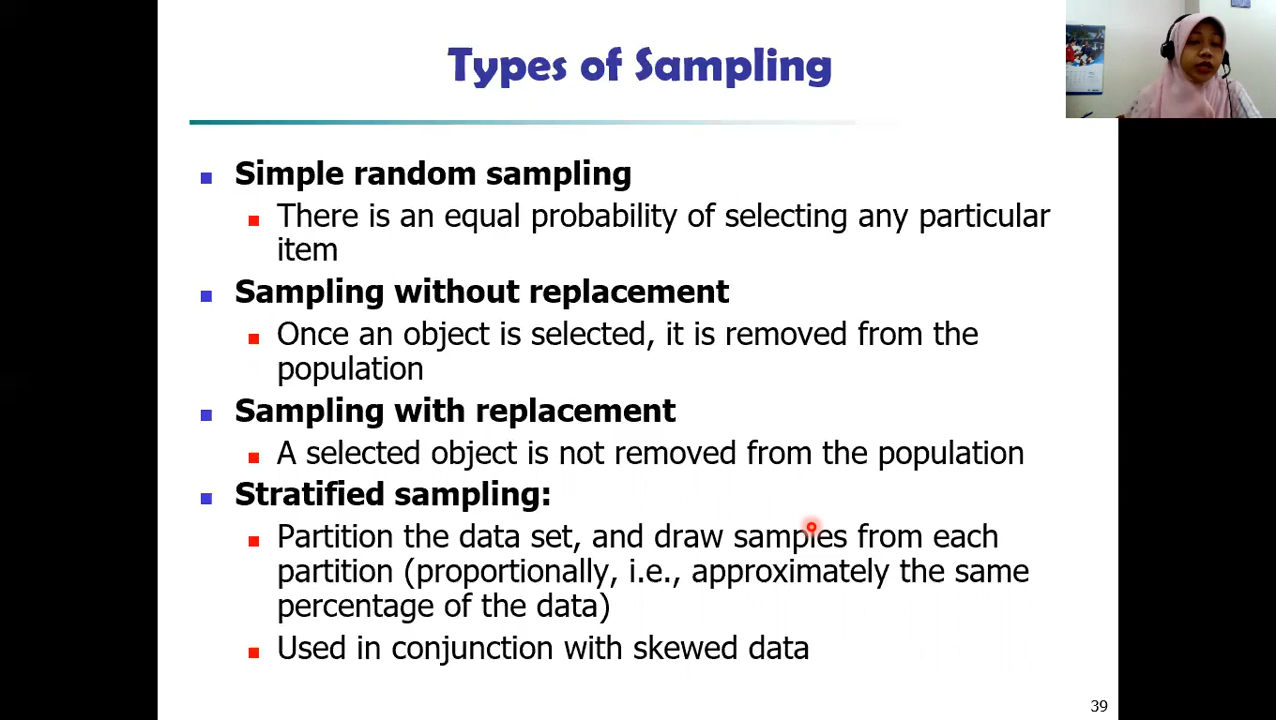 Types of Sampling
Simple random sampling
There is an equal probability of selecting any particular
item
Sampling without replacement
Once an object is selected, it is removed from the
population
Sampling with replacement
A selected object is not removed from the population
Stratified sampling:
Partition the data set, and draw samples from each
partition (proportionally, i.e., approximately the same
percentage of the data)
Used in conjunction with skewed data
39